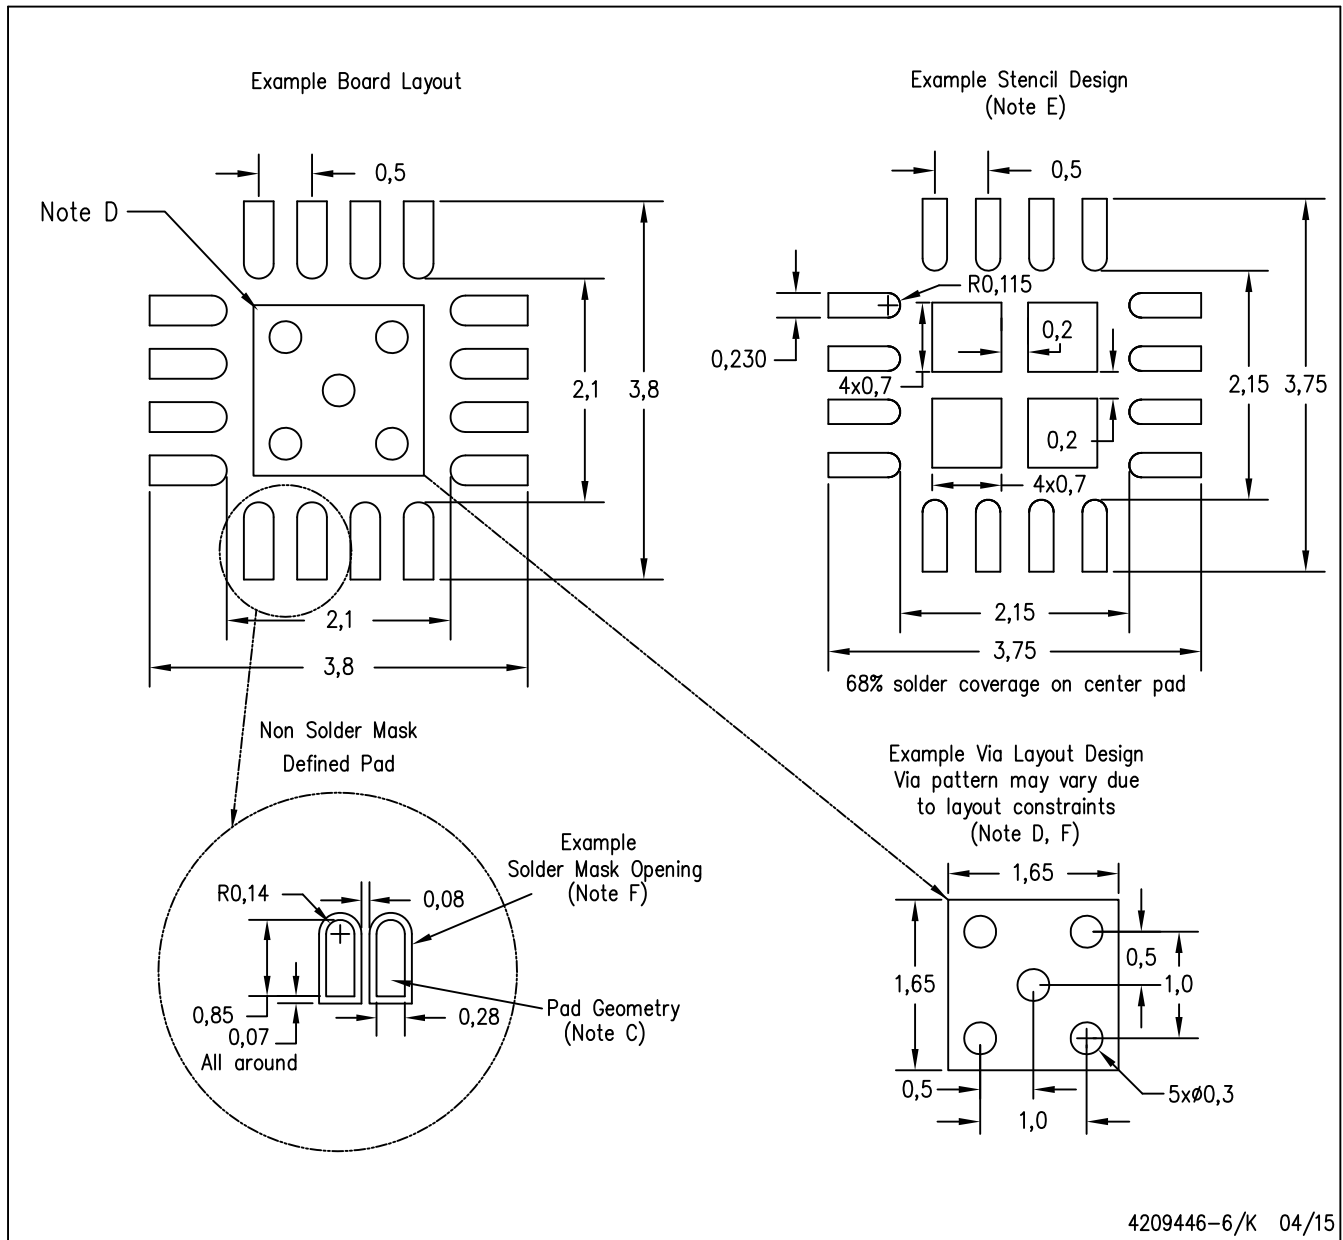 Example Board Layout
0,5
Note D
2,1
3,8
2,1
3,8
Example Stencil Design
(Note E)
0,5
R0,115
0,230
0,2
4x0,7
0,2
4x0,7
2,15
3,75
2,15
3,75
68% solder coverage on center pad
Non Solder Mask
Defined Pad
Example
Solder Mask Opening
(Note F)
R0,14
0,08
0,85
0,07
All around
0,28
Pad Geometry
(Note C)
Example Via Layout Design
Via pattern may vary due
to layout constraints
(Note D, F)
1,65
1,65
0,5
1,0
0,5
1,0
5xø0,3
4209446-6/K 04/15